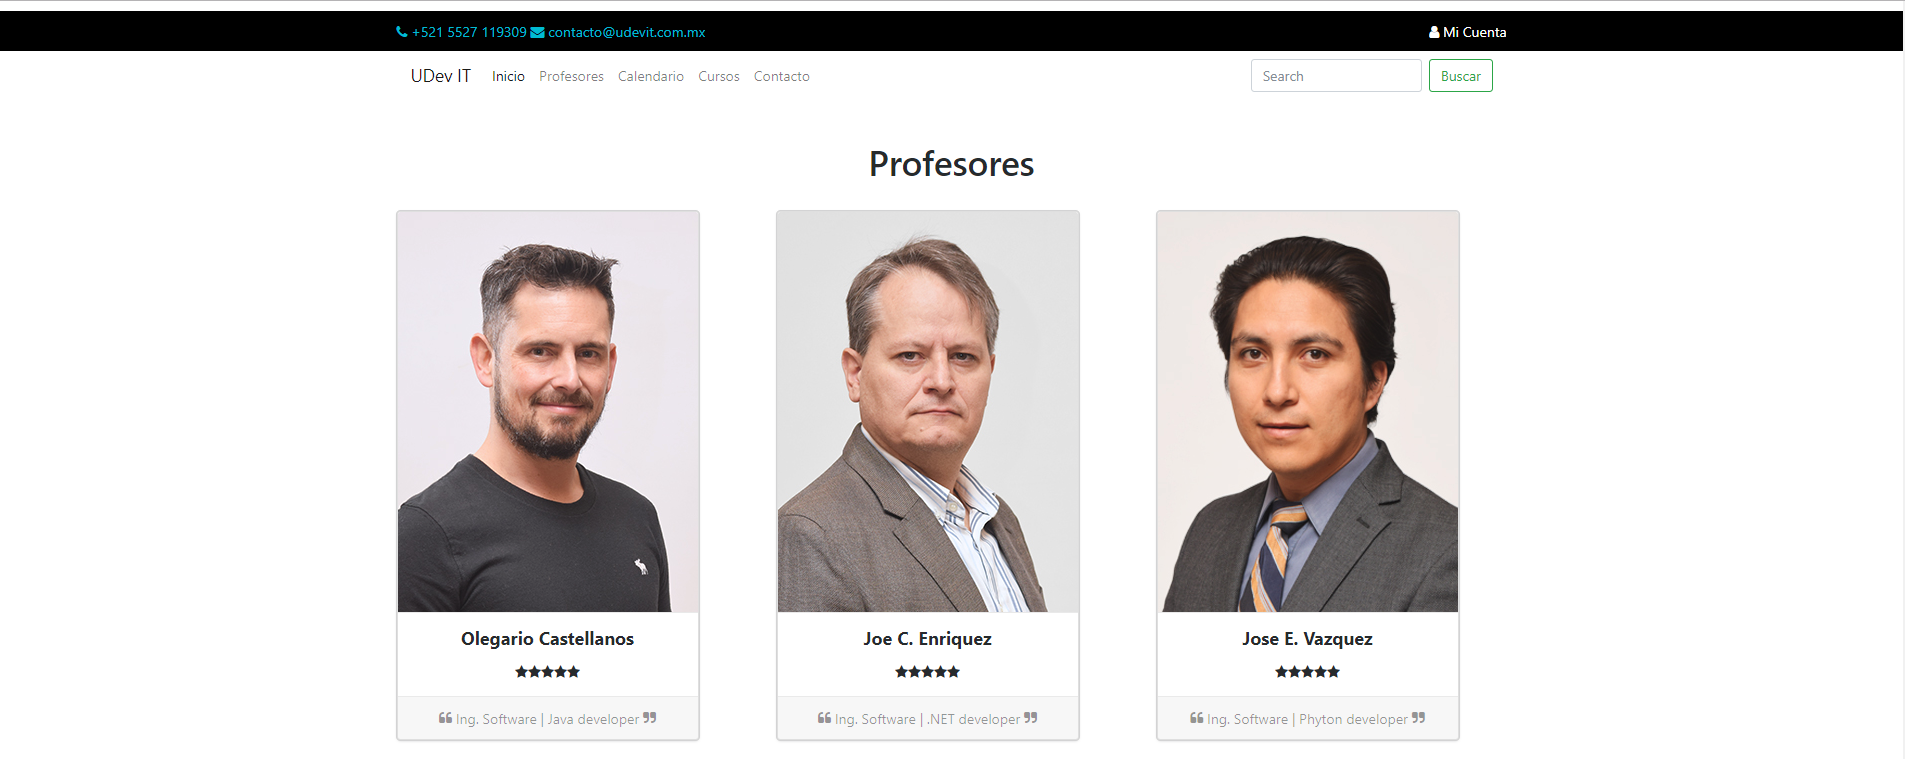 +521 5527 119309 contacto@udevit.com.mx Mi Cuenta
UDev IT Inicio Profesores Calendario Cursos Contacto Search Buscar
Profesores
Olegario Castellanos
Ing. Software | Java developer
Joe C. Enriquez
Ing. Software | .NET developer
Jose E. Vazquez
Ing. Software | Phyton developer